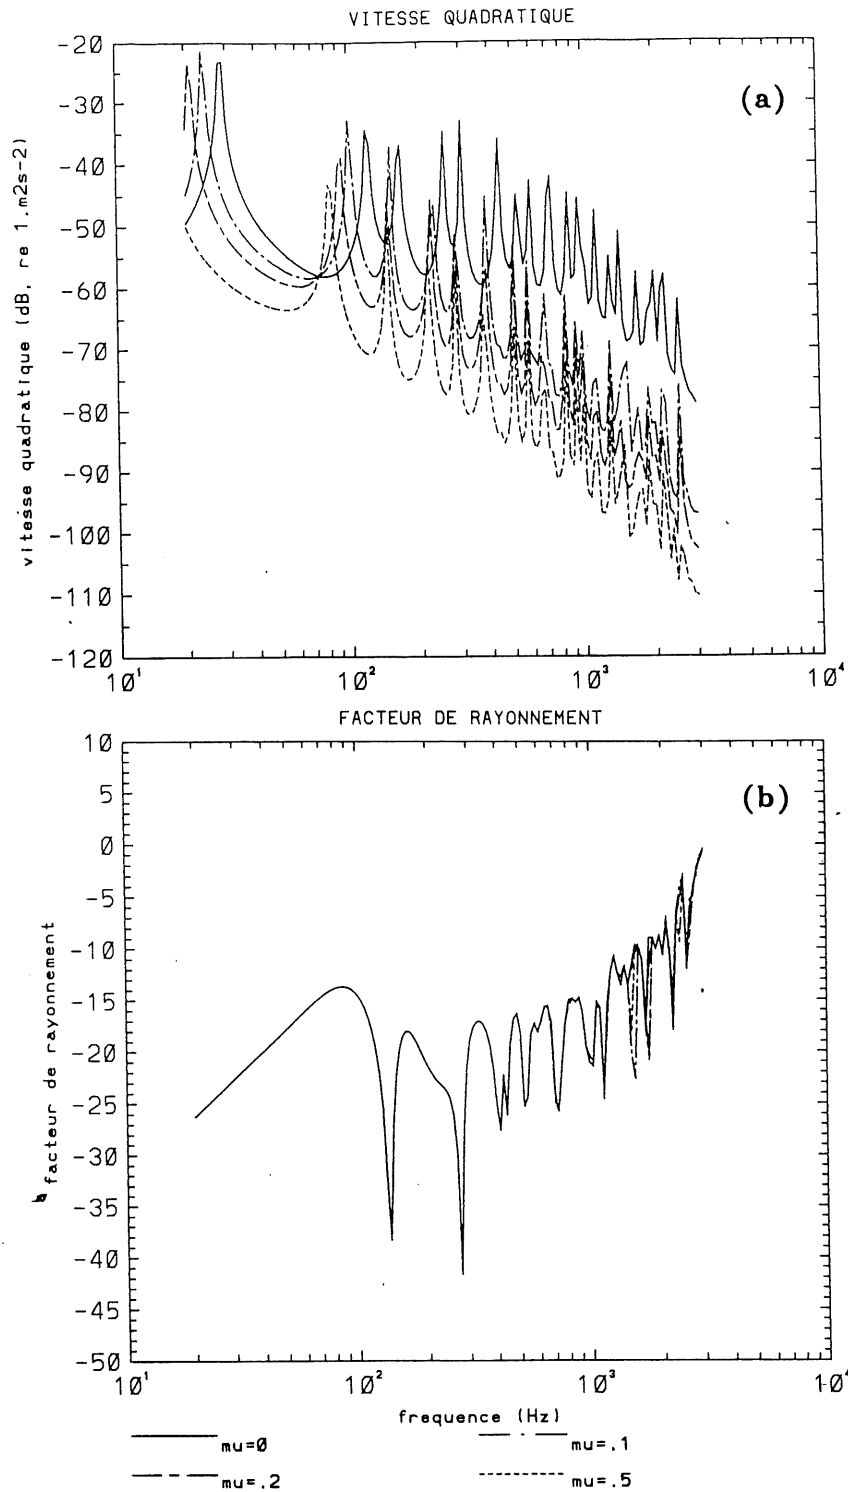 VITESSE QUADRATIQUE
vitesse quadratique (dB, re 1.m2s-2)
-20
-30
-40
-50
-60
-70
-80
-90
-100
-110
-120
(a)
10¹ 10² 10³ 10⁴
FACTEUR DE RAYONNEMENT
facteur de rayonnement
10
5
0
-5
-10
-15
-20
-25
-30
-35
-40
-45
-50
(b)
10¹ 10² 10³ 10⁴
frequence (Hz)
mu=0 mu=.1
mu=.2 mu=.5